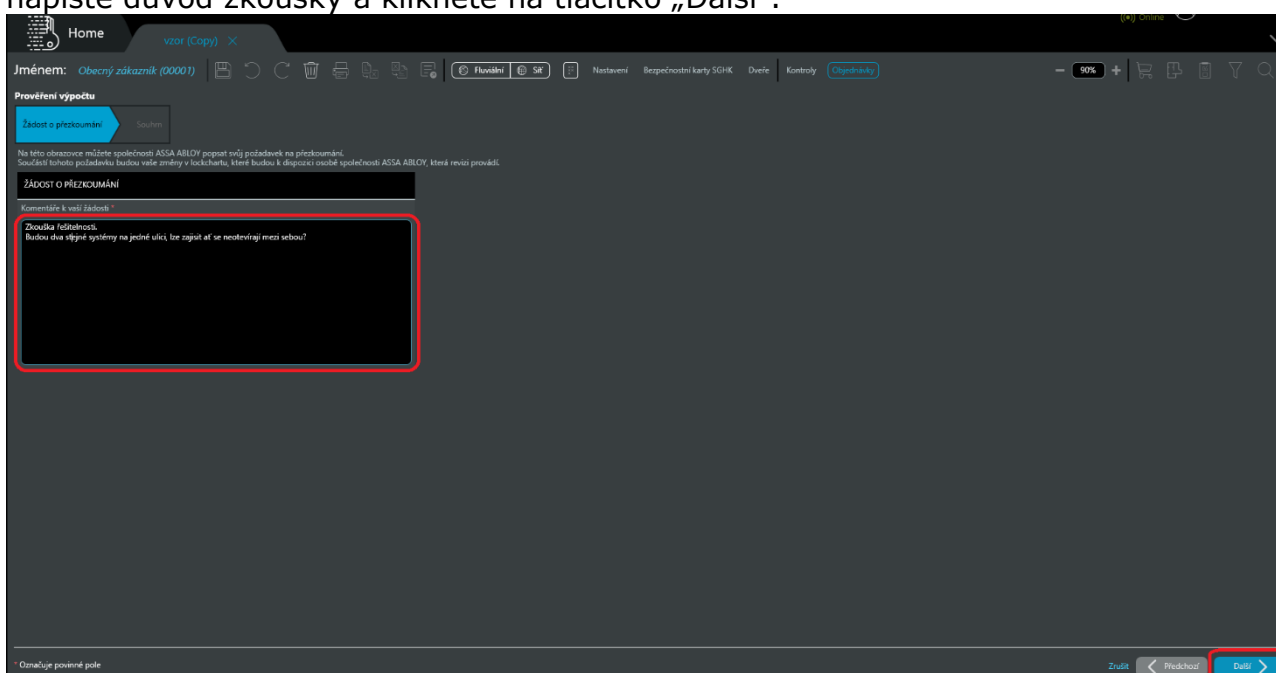 napište důvod zkoušky a klikněte na tlačítko „Další".
Home
vzor (Copy)
((●)) Online
Jménem: Obecný zákazník (00001)
Fluviální
Síť
Nastavení
Bezpečnostní karty SGHK
Dveře
Kontroly
Objednávky
90%
Prověření výpočtu
Žádost o přezkoumání
Souhrn
Na této obrazovce můžete společnosti ASSA ABLOY popsat svůj požadavek na přezkoumání.
Součástí tohoto požadavku budou vaše změny v lockchartu, které budou k dispozici osobě společnosti ASSA ABLOY, která revizi provádí.
ŽÁDOST O PŘEZKOUMÁNÍ
Komentáře k vaší žádosti *
Zkouška řešitelnosti.
Budou dva stejné systémy na jedné ulici, lze zajisit ať se neotevírají mezi sebou?
* Označuje povinné pole
Zrušit
Předchozí
Další